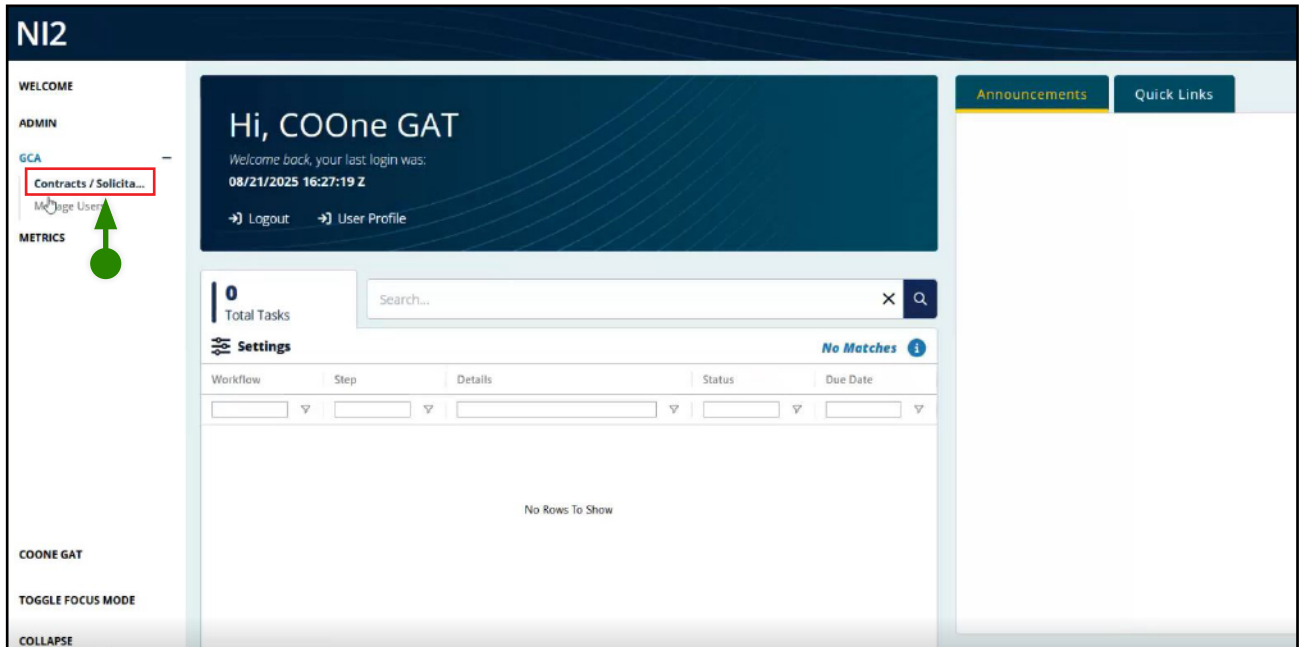 NI2
WELCOME
ADMIN
GCA
Contracts / Solicita...
Manage Users
METRICS
COONE GAT
TOGGLE FOCUS MODE
COLLAPSE
Hi, COOne GAT
Welcome back, your last login was:
08/21/2025 16:27:19 Z
Logout User Profile
0
Total Tasks
Search...
Settings
No Matches
Workflow Step Details Status Due Date
No Rows To Show
Announcements Quick Links